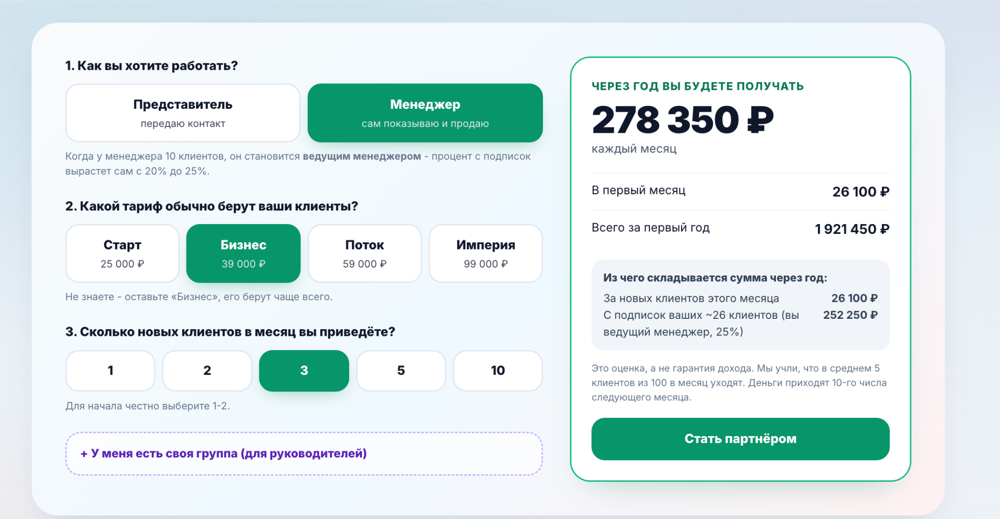 1. Как вы хотите работать?
Представитель
передаю контакт
Менеджер
сам показываю и продаю
Когда у менеджера 10 клиентов, он становится ведущим менеджером - процент с подписок
вырастет сам с 20% до 25%.
2. Какой тариф обычно берут ваши клиенты?
Старт
25 000 ₽
Бизнес
39 000 ₽
Поток
59 000 ₽
Империя
99 000 ₽
Не знаете - оставьте «Бизнес», его берут чаще всего.
3. Сколько новых клиентов в месяц вы приведёте?
1
2
3
5
10
Для начала честно выберите 1-2.
+ У меня есть своя группа (для руководителей)
ЧЕРЕЗ ГОД ВЫ БУДЕТЕ ПОЛУЧАТЬ
278 350 ₽
каждый месяц
В первый месяц 26 100 ₽
Всего за первый год 1 921 450 ₽
Из чего складывается сумма через год:
За новых клиентов этого месяца 26 100 ₽
С подписок ваших ~26 клиентов (вы 252 250 ₽
ведущий менеджер, 25%)
Это оценка, а не гарантия дохода. Мы учли, что в среднем 5
клиентов из 100 в месяц уходят. Деньги приходят 10-го числа
следующего месяца.
Стать партнёром